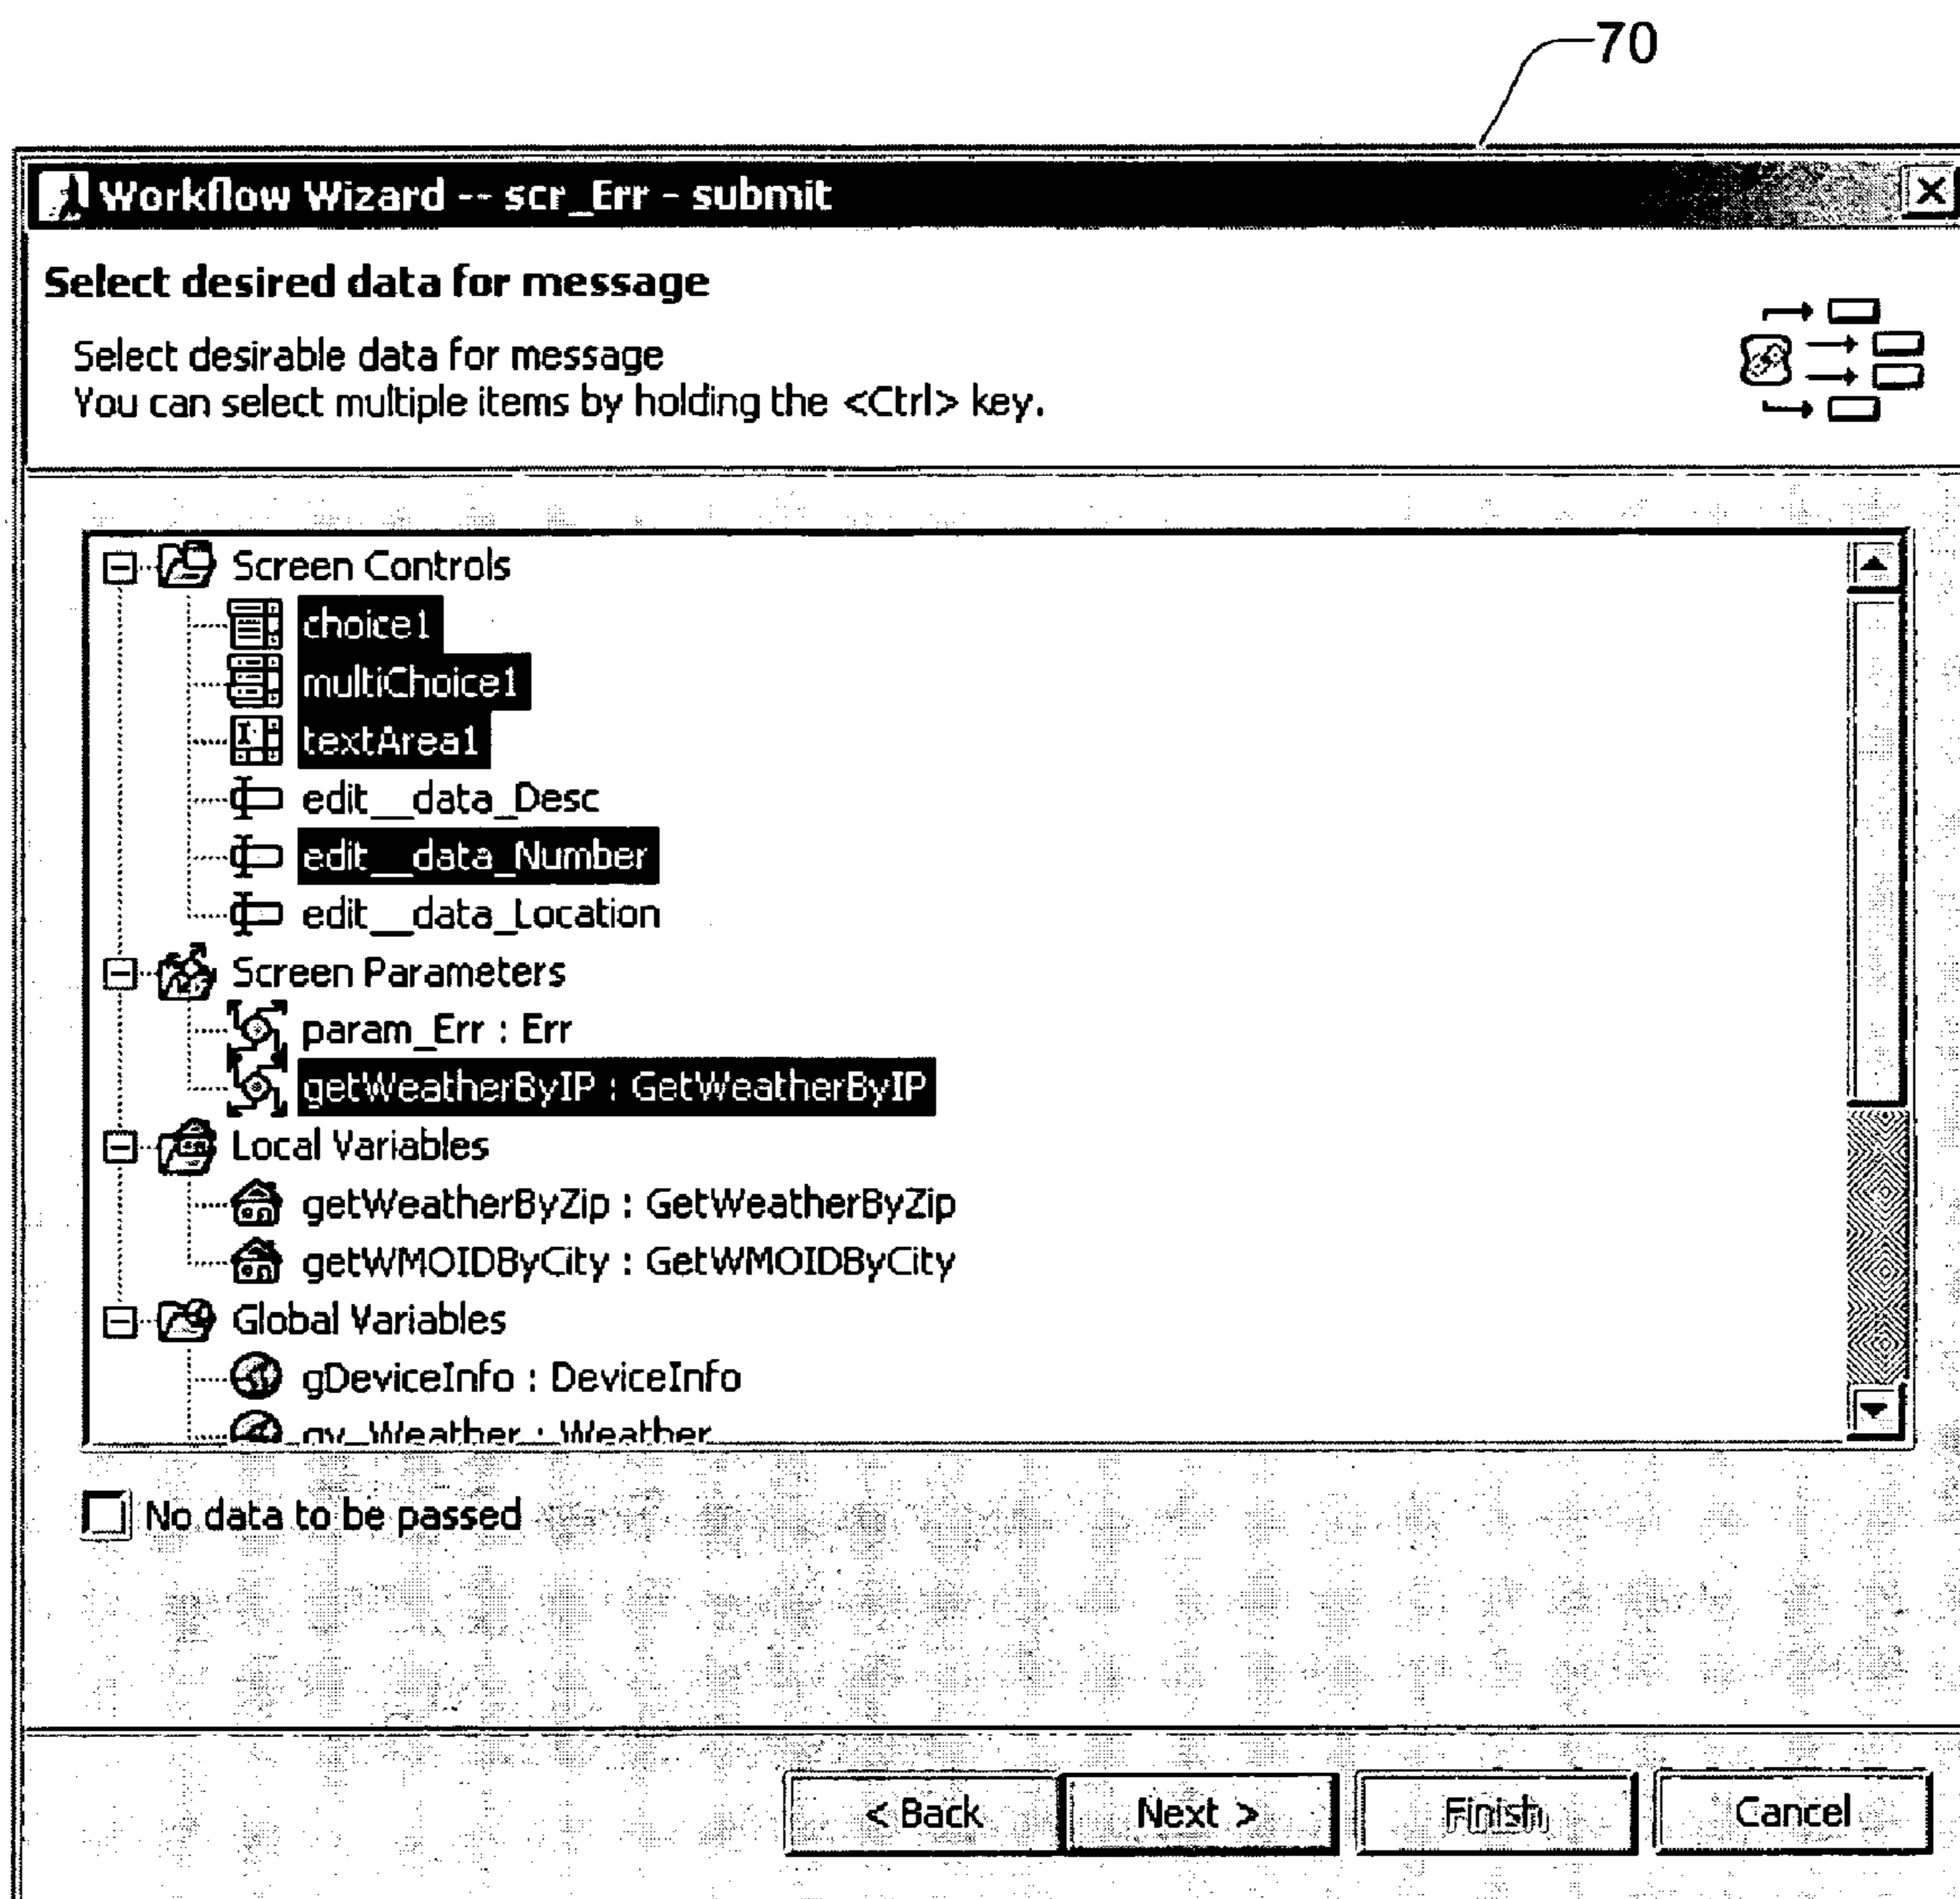 70
Workflow Wizard -- scr_Err - submit
Select desired data for message
Select desirable data for message
You can select multiple items by holding the <Ctrl> key.
Screen Controls
choice1
multiChoice1
textArea1
edit__data_Desc
edit__data_Number
edit__data_Location
Screen Parameters
param_Err : Err
getWeatherByIP : GetWeatherByIP
Local Variables
getWeatherByZip : GetWeatherByZip
getWMOIDByCity : GetWMOIDByCity
Global Variables
gDeviceInfo : DeviceInfo
gv_Weather : Weather
No data to be passed
< Back
Next >
Finish
Cancel